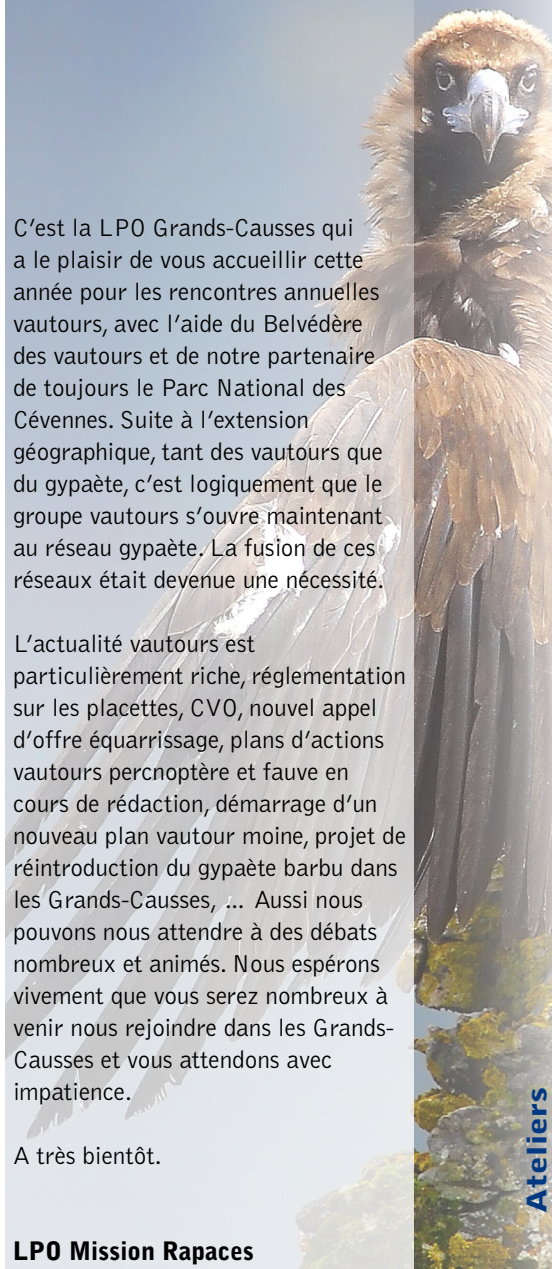 C'est la LPO Grands-Causses qui
a le plaisir de vous accueillir cette
année pour les rencontres annuelles
vautours, avec l'aide du Belvédère
des vautours et de notre partenaire
de toujours le Parc National des
Cévennes. Suite à l'extension
géographique, tant des vautours que
du gypaète, c'est logiquement que le
groupe vautours s'ouvre maintenant
au réseau gypaète. La fusion de ces
réseaux était devenue une nécessité.
L'actualité vautours est
particulièrement riche, réglementation
sur les placettes, CVO, nouvel appel
d'offre équarrissage, plans d'actions
vautours percnoptère et fauve en
cours de rédaction, démarrage d'un
nouveau plan vautour moine, projet de
réintroduction du gypaète barbu dans
les Grands-Causses, ... Aussi nous
pouvons nous attendre à des débats
nombreux et animés. Nous espérons
vivement que vous serez nombreux à
venir nous rejoindre dans les Grands-
Causses et vous attendons avec
impatience.
A très bientôt.
LPO Mission Rapaces
Ateliers